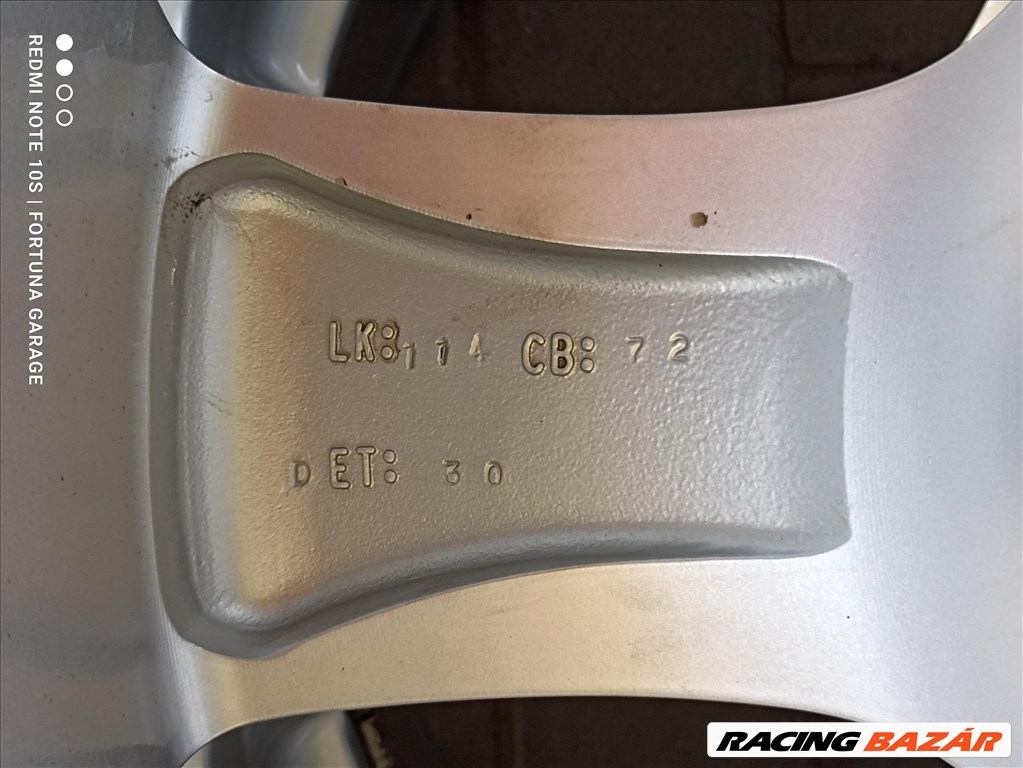 LK:114 CB: 72
D ET: 30
REDMI NOTE 10S | FORTUNA GARAGE
RACING BAZÁR